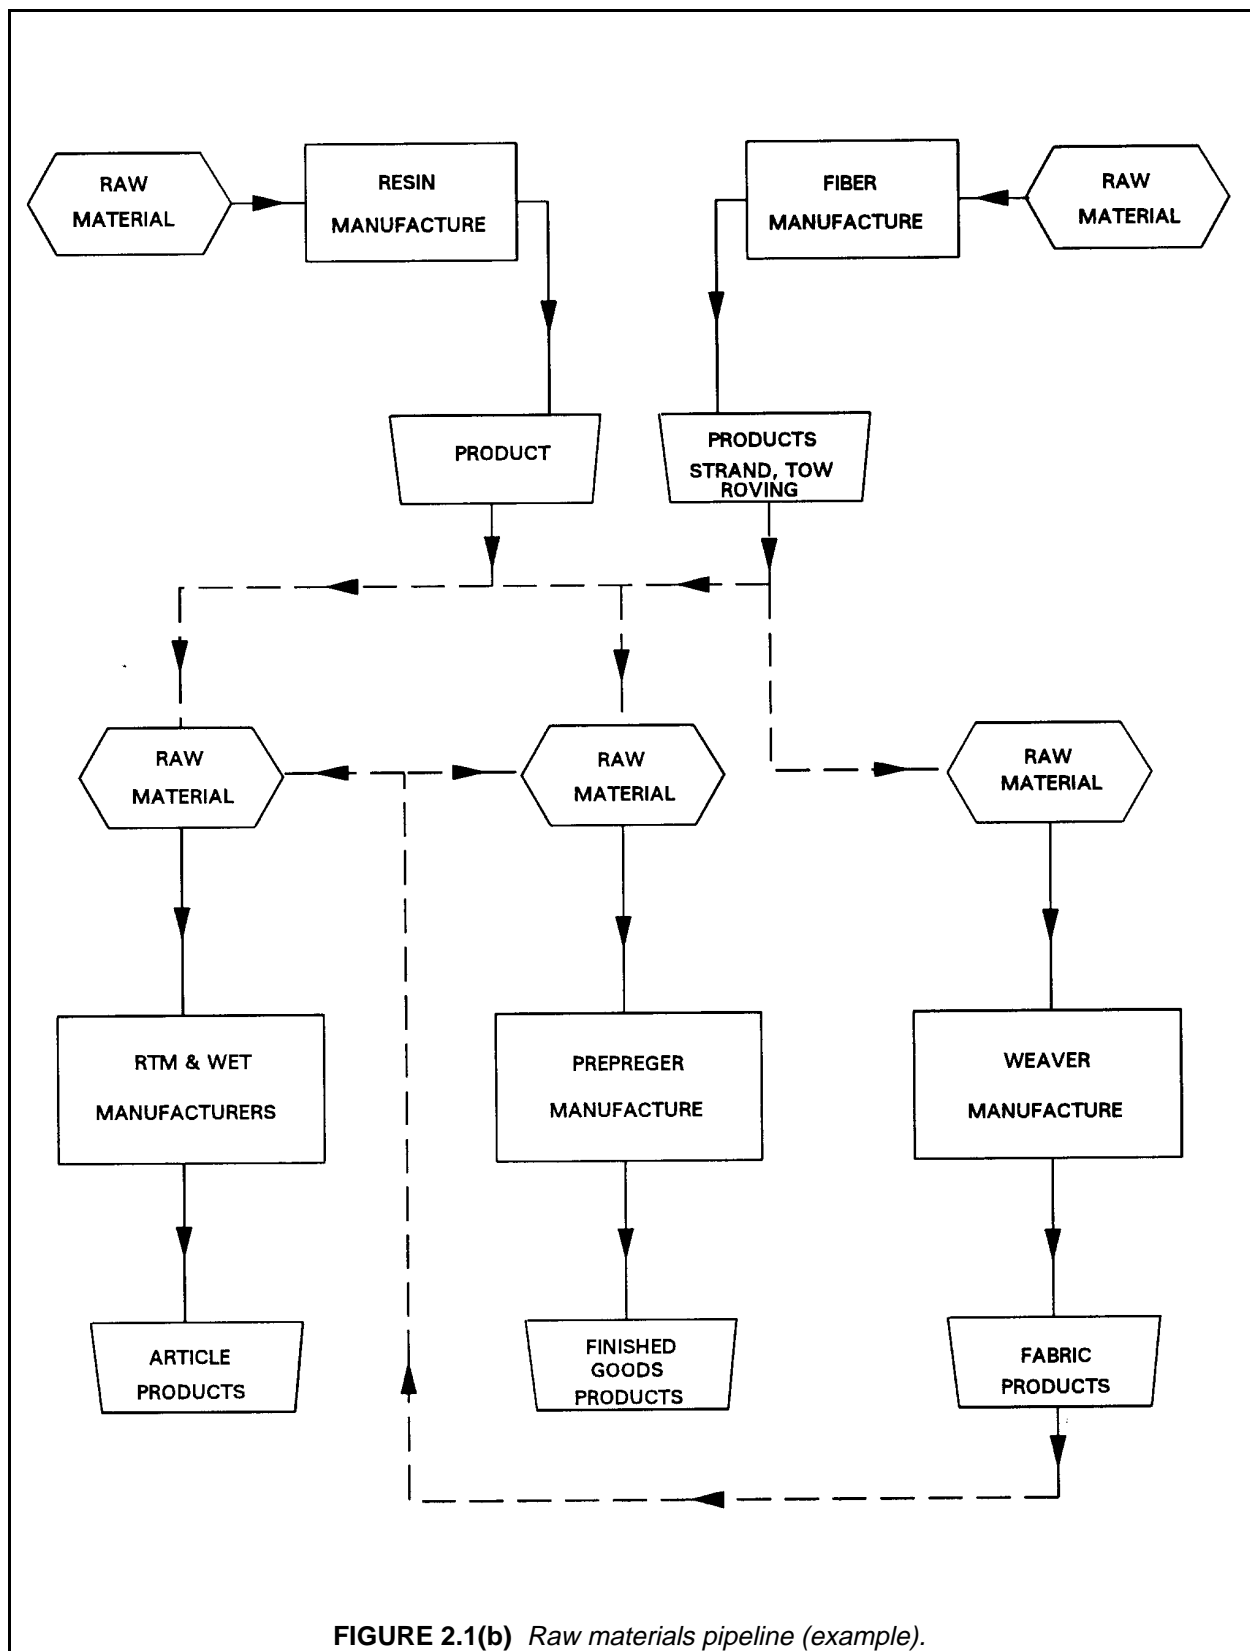 RAW
MATERIAL
RESIN
MANUFACTURE
FIBER
MANUFACTURE
RAW
MATERIAL
PRODUCT
PRODUCTS
STRAND, TOW
ROVING
RAW
MATERIAL
RAW
MATERIAL
RAW
MATERIAL
RTM & WET
MANUFACTURERS
PREPREGER
MANUFACTURE
WEAVER
MANUFACTURE
ARTICLE
PRODUCTS
FINISHED
GOODS
PRODUCTS
FABRIC
PRODUCTS
FIGURE 2.1(b) Raw materials pipeline (example).